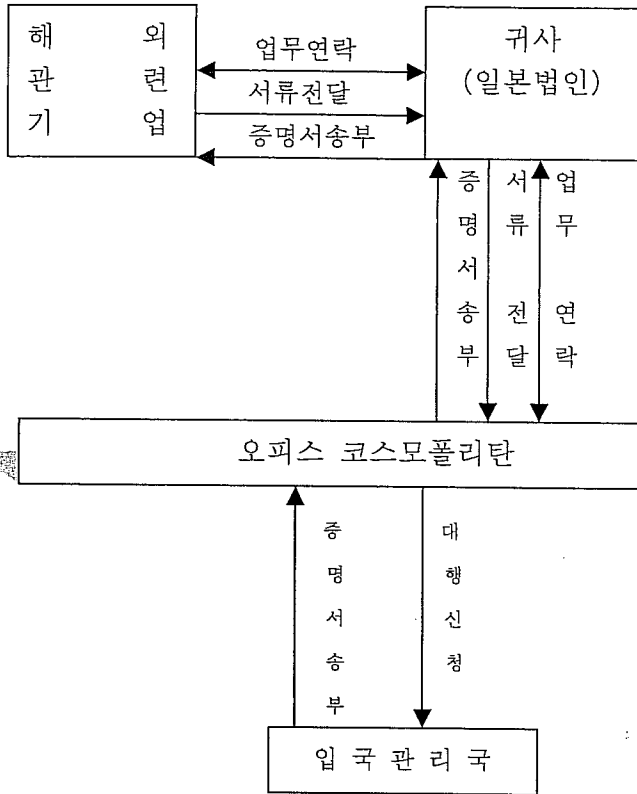 해 외
관 련
기 업
업무연락
서류전달
증명서송부
귀사
(일본법인)
증명서송부
서류 전달
업무 연락
오피스 코스모폴리탄
증명서송부
대행신청
입 국 관 리 국